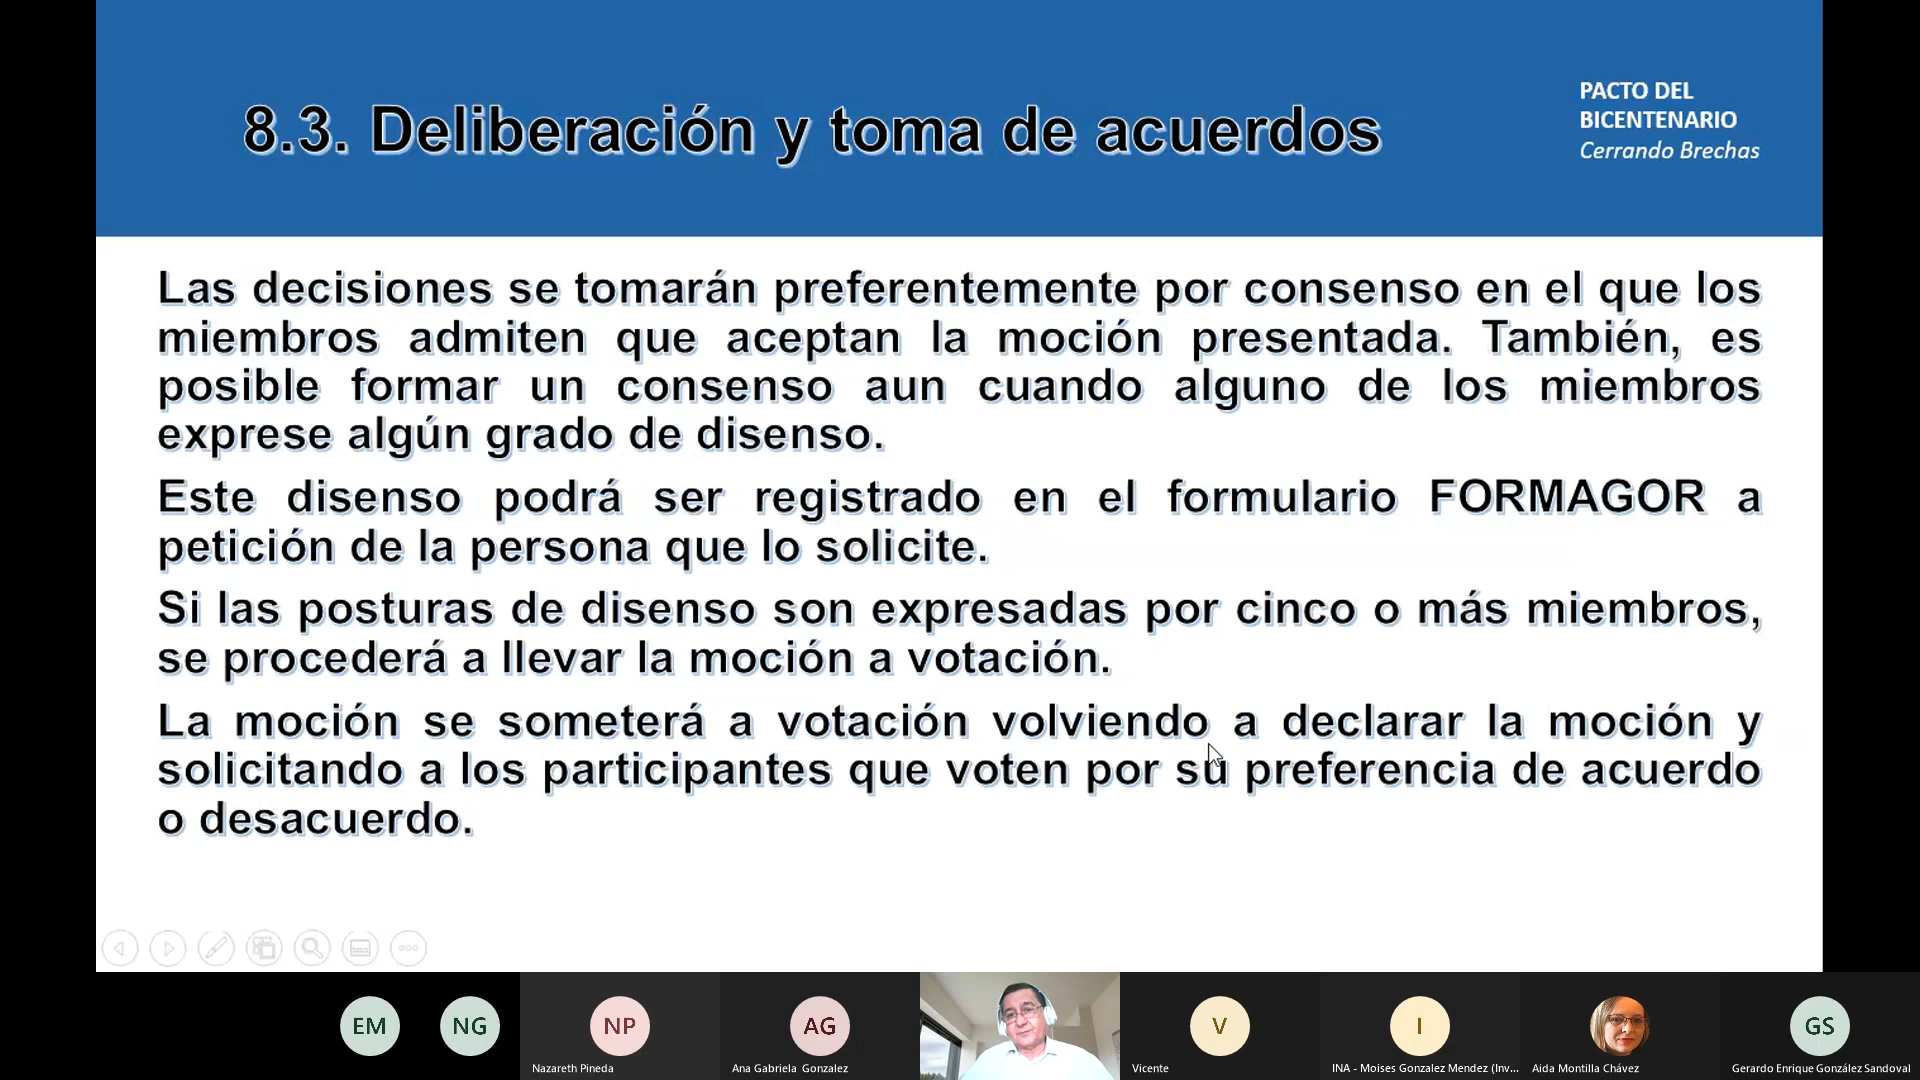 8.3. Deliberación y toma de acuerdos
PACTO DEL
BICENTENARIO
Cerrando Brechas
Las decisiones se tomarán preferentemente por consenso en el que los
miembros admiten que aceptan la moción presentada. También, es
posible formar un consenso aun cuando alguno de los miembros
exprese algún grado de disenso.
Este disenso podrá ser registrado en el formulario FORMAGOR a
petición de la persona que lo solicite.
Si las posturas de disenso son expresadas por cinco o más miembros,
se procederá a llevar la moción a votación.
La moción se someterá a votación volviendo a declarar la moción y
solicitando a los participantes que voten por su preferencia de acuerdo
o desacuerdo.
EM
NG
NP
AG
V
I
GS
Nazareth Pineda
Ana Gabriela Gonzalez
Vicente
INA - Moises Gonzalez Mendez (Inv...
Aida Montilla Chávez
Gerardo Enrique González Sandoval